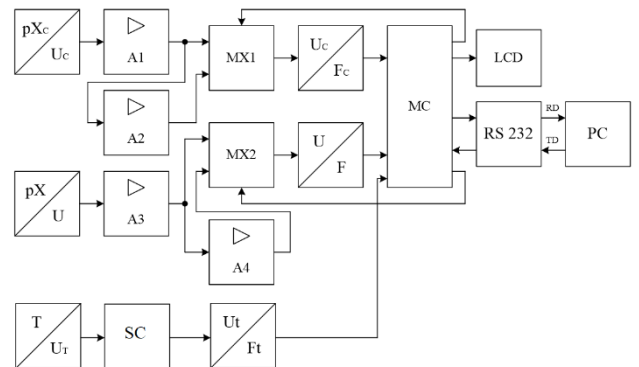 pXc
Uc
A1
A2
MX1
Uc
Fc
MC
LCD
RS 232
RD
TD
PC
pX
U
A3
MX2
U
F
A4
T
UT
SC
Ut
Ft